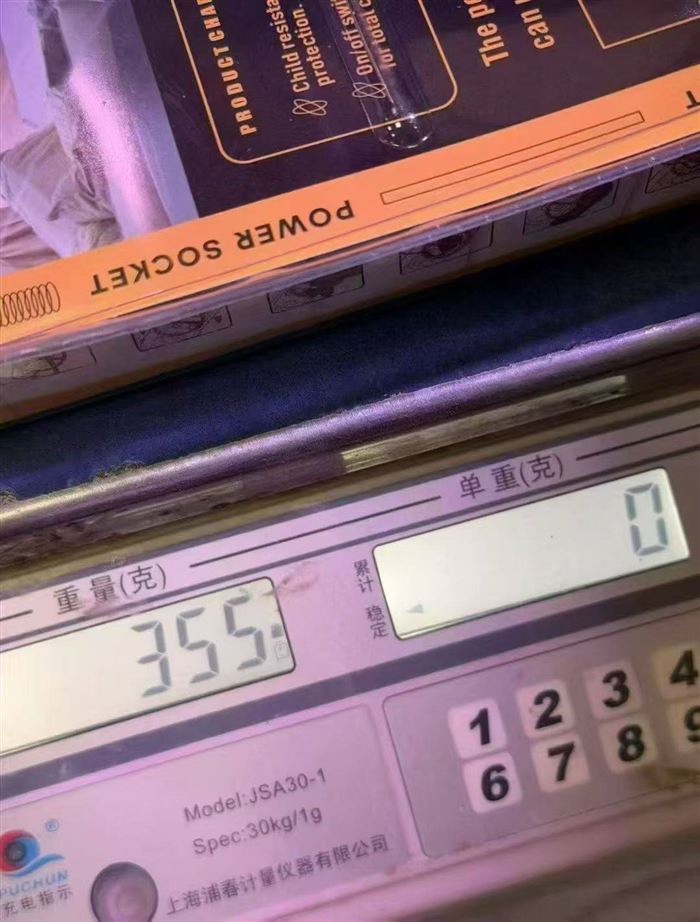 PRODUCT CHA
Child resista
protection.
On/off swi
for total c
The po
can
POWER SOCKET
T
重量(克)
355
单重(克)
0
累计
稳定
Model:JSA30-1
Spec:30kg/1g
上海浦春计量仪器有限公司
®
PUCHUN
充电指示
1 2 3 4
6 7 8 9